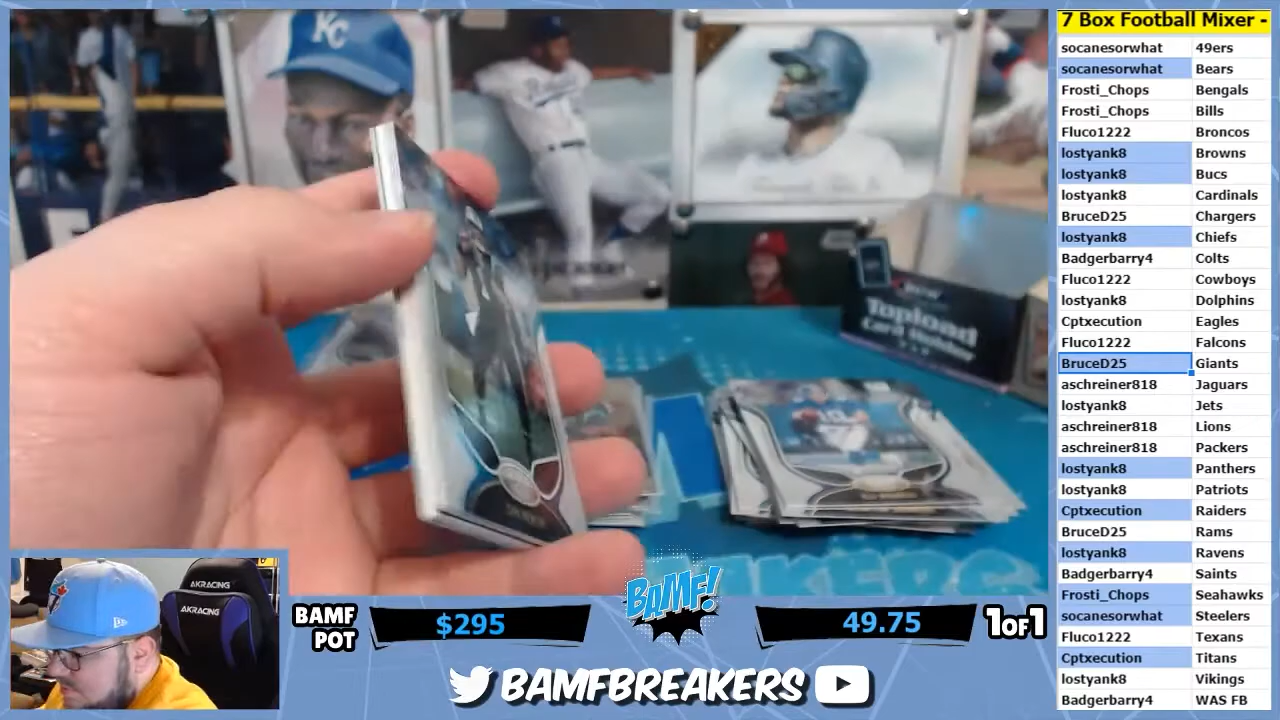 7 Box Football Mixer -
socanesorwhat 49ers
socanesorwhat Bears
Frosti_Chops Bengals
Frosti_Chops Bills
Fluco1222 Broncos
lostyank8 Browns
lostyank8 Bucs
lostyank8 Cardinals
BruceD25 Chargers
lostyank8 Chiefs
Badgerbarry4 Colts
Fluco1222 Cowboys
lostyank8 Dolphins
Cptxecution Eagles
Fluco1222 Falcons
BruceD25 Giants
aschreiner818 Jaguars
lostyank8 Jets
aschreiner818 Lions
aschreiner818 Packers
lostyank8 Panthers
lostyank8 Patriots
Cptxecution Raiders
BruceD25 Rams
lostyank8 Ravens
Badgerbarry4 Saints
Frosti_Chops Seahawks
socanesorwhat Steelers
Fluco1222 Texans
Cptxecution Titans
lostyank8 Vikings
Badgerbarry4 WAS FB
KC
Topload
Card Holder
AKRACING
AKRACING
BAMF
POT
$295
BAMF!
49.75
1OF1
BAMFBREAKERS